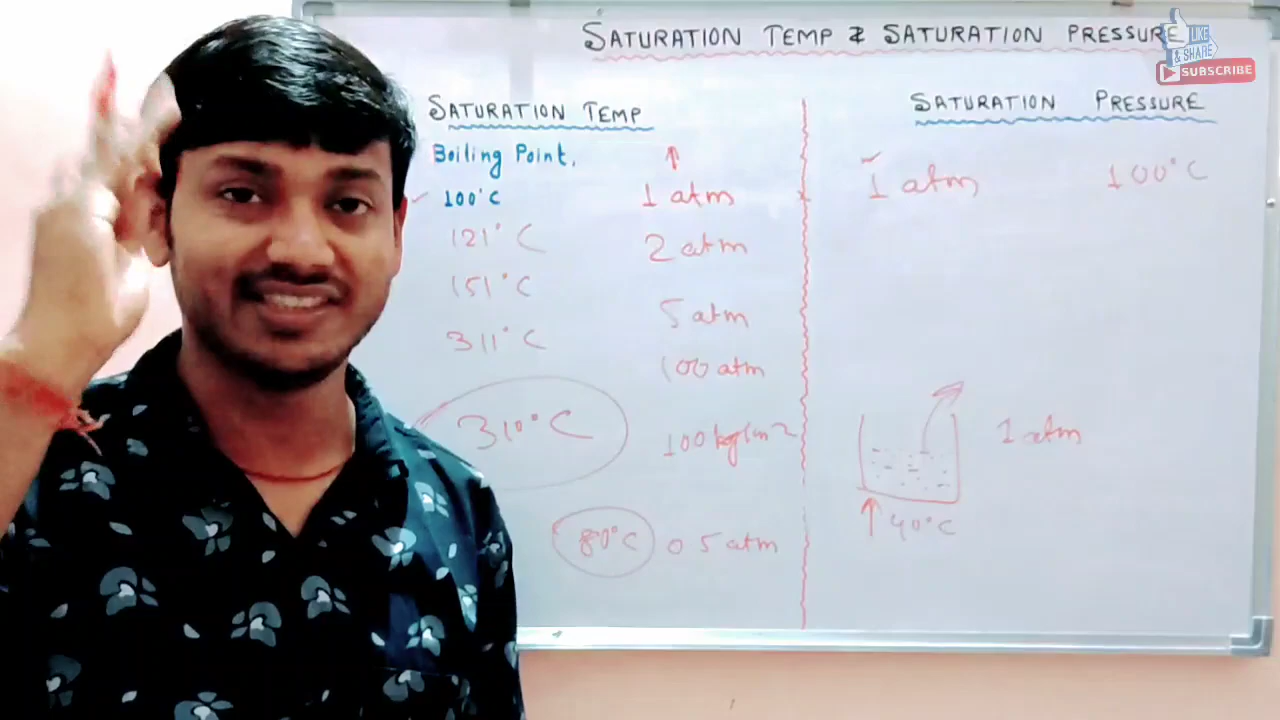 SATURATION TEMP & SATURATION PRESSURE
LIKE
& SHARE
SUBSCRIBE
SATURATION TEMP
Boiling Point.
100°C 1 atm
121°C 2 atm
151°C 5 atm
311°C 100 atm
310°C 100 kg/cm²
80°C 0.5 atm
SATURATION PRESSURE
1 atm 100°C
1 atm
40°C